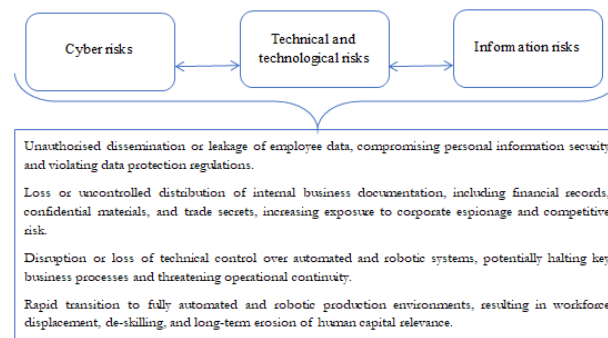 Cyber risks
Technical and
technological risks
Information risks
Unauthorised dissemination or leakage of employee data, compromising personal information security
and violating data protection regulations.
Loss or uncontrolled distribution of internal business documentation, including financial records,
confidential materials, and trade secrets, increasing exposure to corporate espionage and competitive
risk.
Disruption or loss of technical control over automated and robotic systems, potentially halting key
business processes and threatening operational continuity.
Rapid transition to fully automated and robotic production environments, resulting in workforce
displacement, de-skilling, and long-term erosion of human capital relevance.